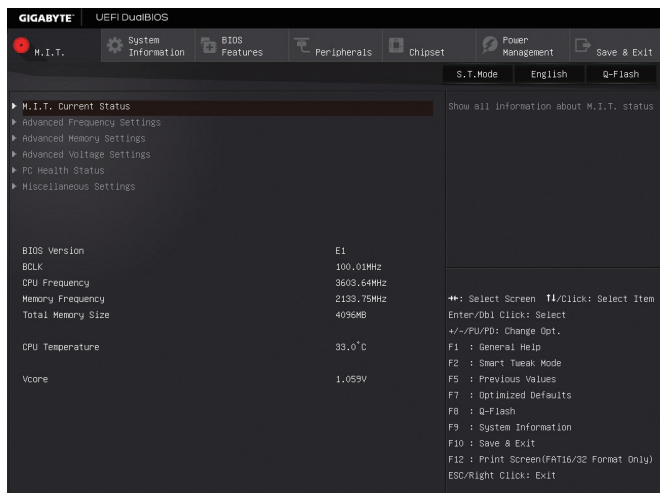 GIGABYTE™ UEFI DualBIOS
M.I.T. System Information BIOS Features Peripherals Chipset Power Management Save & Exit
S.T.Mode English Q-Flash
M.I.T. Current Status
Advanced Frequency Settings
Advanced Memory Settings
Advanced Voltage Settings
PC Health Status
Miscellaneous Settings
Show all information about M.I.T. status
BIOS Version E1
BCLK 100.01MHz
CPU Frequency 3603.64MHz
Memory Frequency 2133.75MHz
Total Memory Size 4096MB
CPU Temperature 33.0°C
Vcore 1.059V
→←: Select Screen ↑↓/Click: Select Item
Enter/Dbl Click: Select
+/-/PU/PD: Change Opt.
F1 : General Help
F2 : Smart Tweak Mode
F5 : Previous Values
F7 : Optimized Defaults
F8 : Q-Flash
F9 : System Information
F10 : Save & Exit
F12 : Print Screen(FAT16/32 Format Only)
ESC/Right Click: Exit